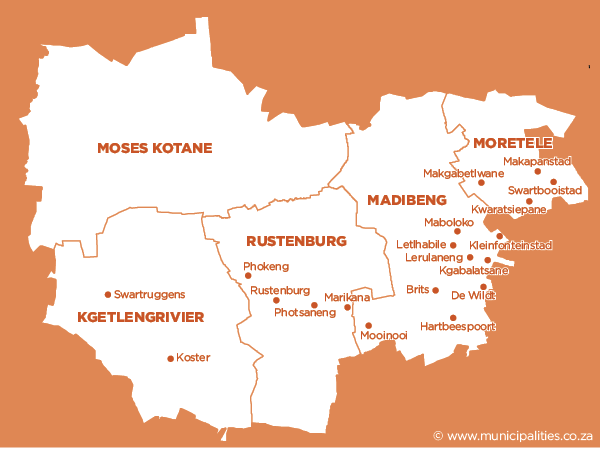 MORETELE
MOSES KOTANE
Makapanstad
Makgabetlwane
Swartbooistad
MADIBENG
Kwaratsiepane
Maboloko
RUSTENBURG
Letlhabile
Kleinfonteinstad
Lerulaneng
Phokeng
Kgabalatsane
Swartruggens
Rustenburg
Marikana
Brits
De Wildt
Photsaneng
KGETLENGRIVIER
Hartbeespoort
Mooinooi
Koster
© www.municipalities.co.za